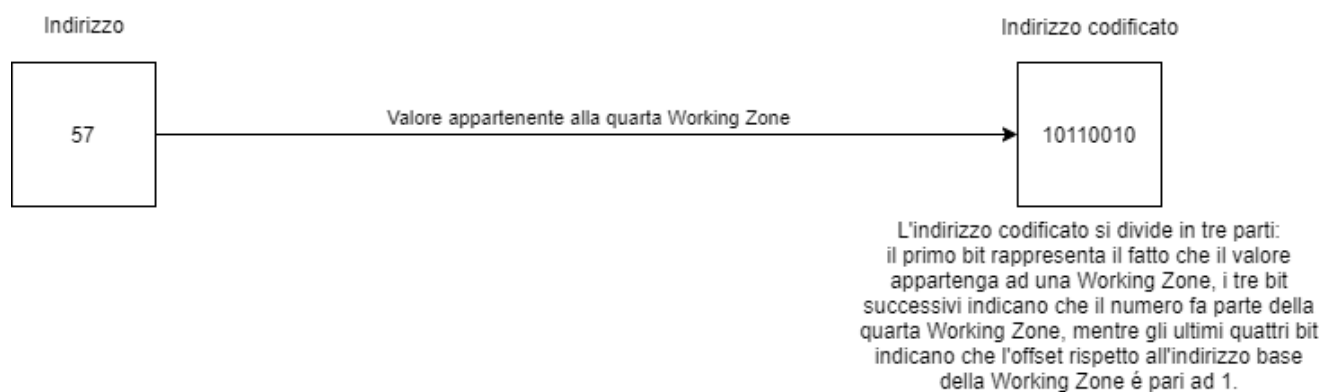 Indirizzo
Indirizzo codificato
57
Valore appartenente alla quarta Working Zone
10110010
L'indirizzo codificato si divide in tre parti:
il primo bit rappresenta il fatto che il valore
appartenga ad una Working Zone, i tre bit
successivi indicano che il numero fa parte della
quarta Working Zone, mentre gli ultimi quattri bit
indicano che l'offset rispetto all'indirizzo base
della Working Zone é pari ad 1.